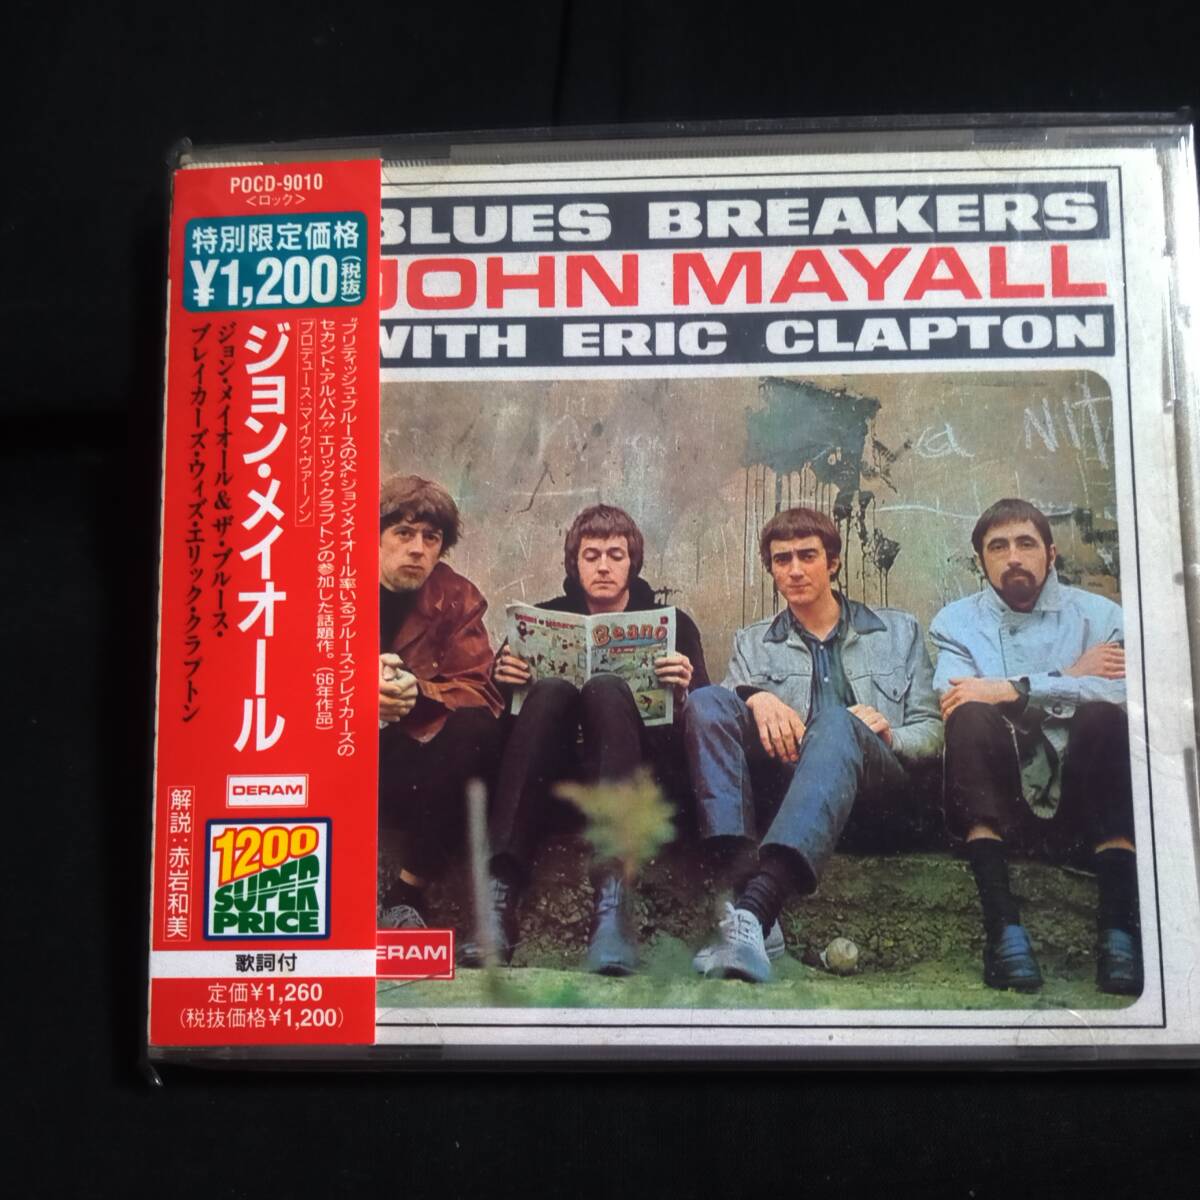 POCD-9010
<ロック>
特別限定価格
¥1,200(税抜)
"ブリティッシュ・ブルースの父"ジョン・メイオール率いるブルース・ブレイカーズの
セカンド・アルバム!!エリック・クラプトンの参加した話題作。('66年作品)
プロデュース:マイク・ヴァーノン
ジョン・メイオール
ジョン・メイオール&ザ・ブルース・
ブレイカーズ・ウィズ・エリック・クラプトン
DERAM
解説:赤岩和美
1200
SUPER
PRICE
歌詞付
定価¥1,260
(税抜価格¥1,200)
BLUES BREAKERS
JOHN MAYALL
WITH ERIC CLAPTON
NIT
Beano
ERAM